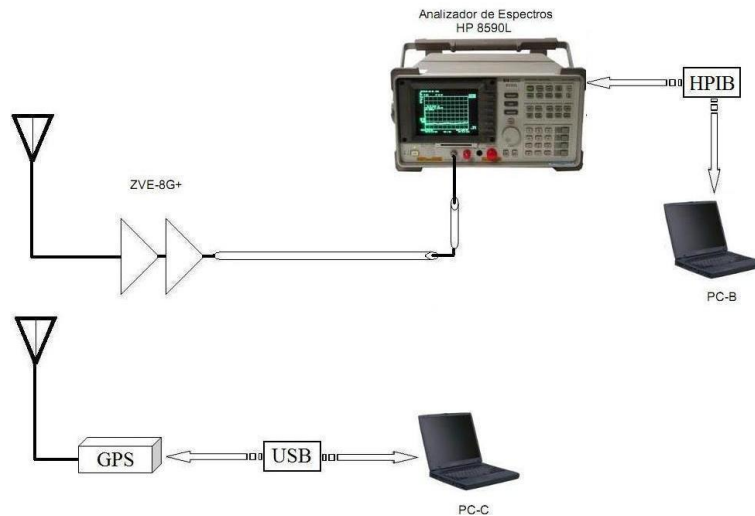 Analizador de Espectros
HP 8590L
HPIB
ZVE-8G+
PC-B
GPS
USB
PC-C